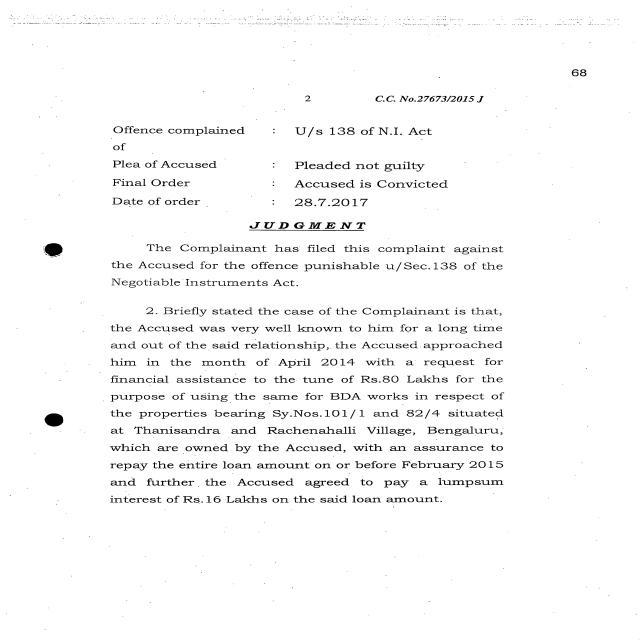 68
2 C.C. No.27673/2015 J
Offence complained of : U/s 138 of N.I. Act
Plea of Accused : Pleaded not guilty
Final Order : Accused is Convicted
Date of order : 28.7.2017
JUDGMENT
The Complainant has filed this complaint against
the Accused for the offence punishable u/Sec.138 of the
Negotiable Instruments Act.
2. Briefly stated the case of the Complainant is that,
the Accused was very well known to him for a long time
and out of the said relationship, the Accused approached
him in the month of April 2014 with a request for
financial assistance to the tune of Rs.80 Lakhs for the
purpose of using the same for BDA works in respect of
the properties bearing Sy.Nos.101/1 and 82/4 situated
at Thanisandra and Rachenahalli Village, Bengaluru,
which are owned by the Accused, with an assurance to
repay the entire loan amount on or before February 2015
and further the Accused agreed to pay a lumpsum
interest of Rs.16 Lakhs on the said loan amount.